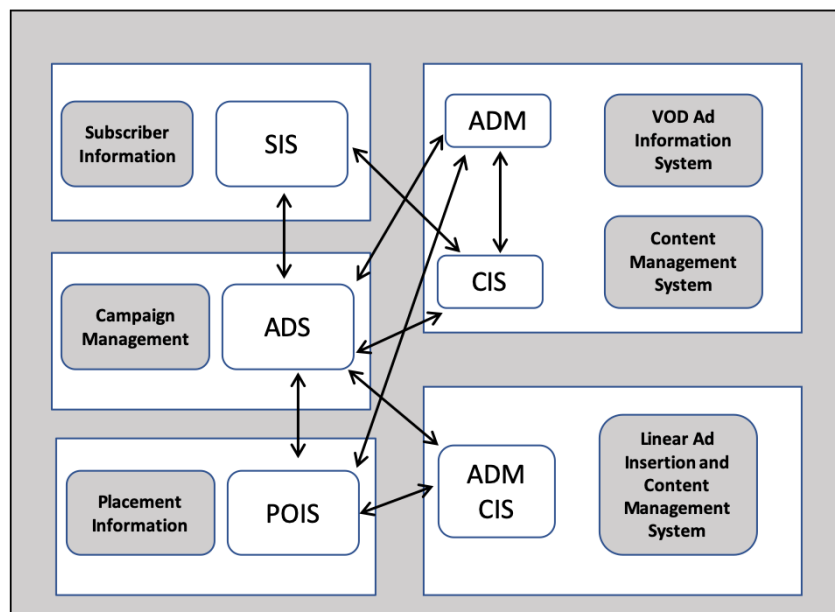 Subscriber
Information
SIS
ADM
VOD Ad
Information
System
CIS
Content
Management
System
Campaign
Management
ADS
Placement
Information
POIS
ADM
CIS
Linear Ad
Insertion and
Content
Management
System